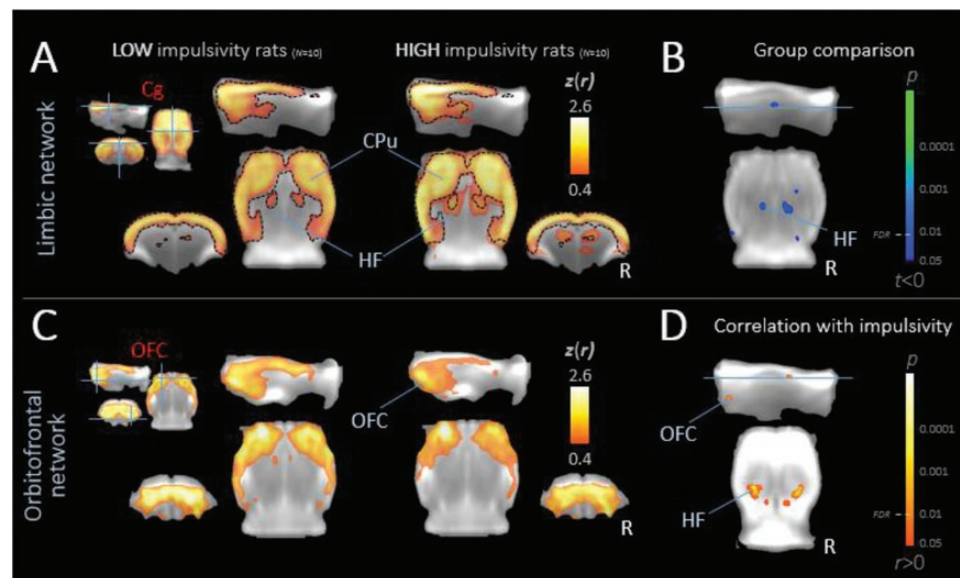 A
LOW impulsivity rats (N=10)
HIGH impulsivity rats (N=10)
B
Group comparison
Limbic network
Cg
CPu
HF
z(r)
2.6
0.4
R
p
0.0001
0.001
FDR
0.01
0.05
t<0
HF
R
C
Orbitofrontal
network
OFC
OFC
z(r)
2.6
0.4
R
D
Correlation with impulsivity
OFC
HF
R
p
0.0001
0.001
FDR
0.01
0.05
r>0